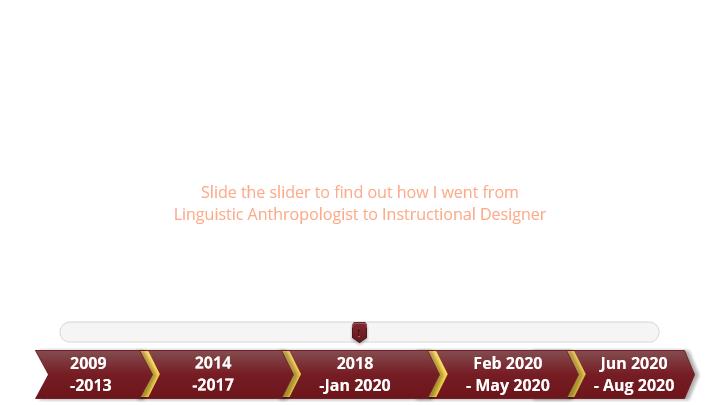 Slide the slider to find out how I went from
Linguistic Anthropologist to Instructional Designer
2009
-2013
2014
-2017
2018
-Jan 2020
Feb 2020
- May 2020
Jun 2020
- Aug 2020